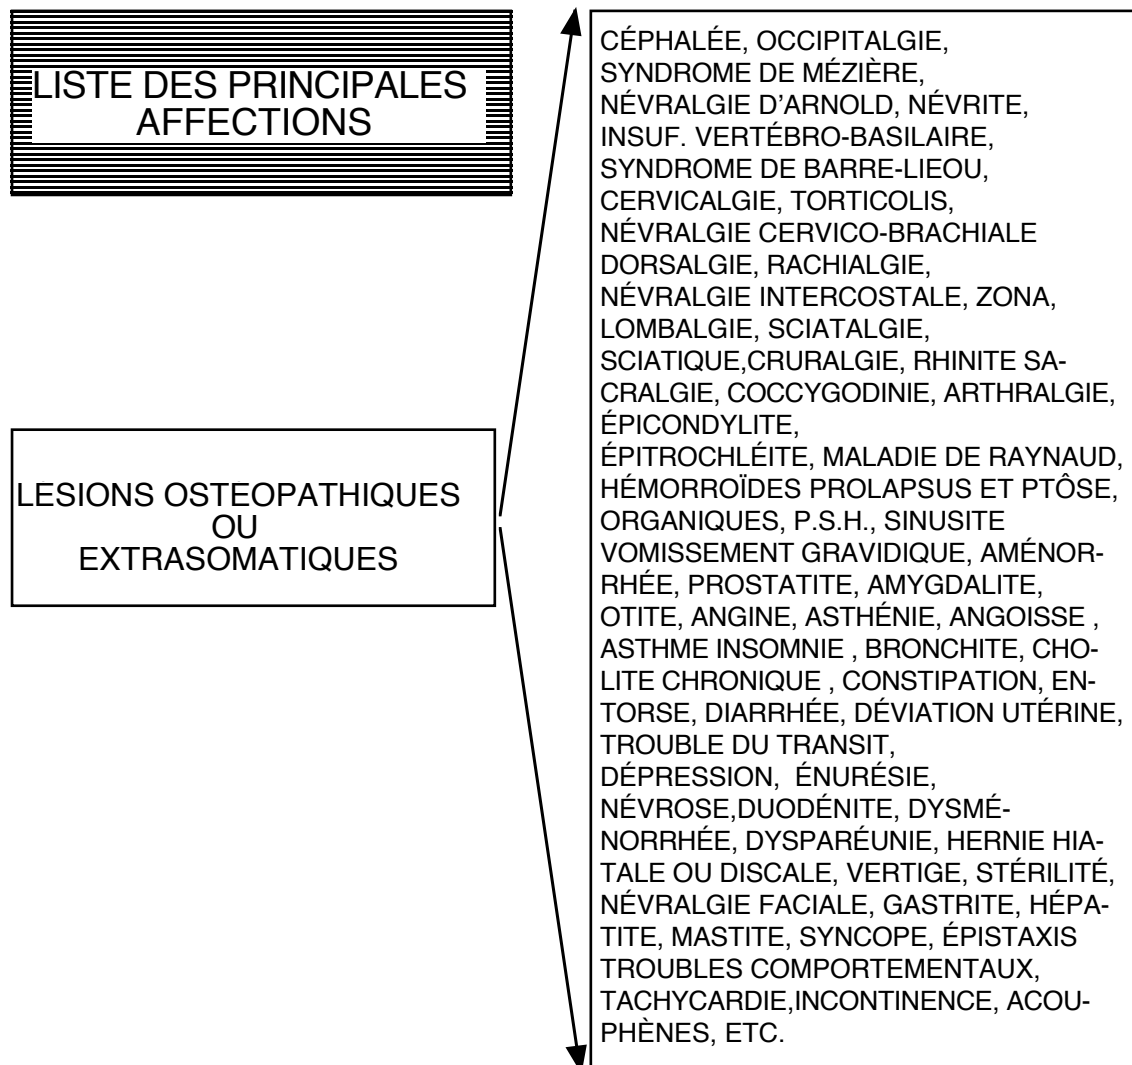 LISTE DES PRINCIPALES
AFFECTIONS
LESIONS OSTEOPATHIQUES
OU
EXTRASOMATIQUES
CÉPHALÉE, OCCIPITALGIE,
SYNDROME DE MÉZIÈRE,
NÉVRALGIE D'ARNOLD, NÉVRITE,
INSUF. VERTÉBRO-BASILAIRE,
SYNDROME DE BARRE-LIEOU,
CERVICALGIE, TORTICOLIS,
NÉVRALGIE CERVICO-BRACHIALE
DORSALGIE, RACHIALGIE,
NÉVRALGIE INTERCOSTALE, ZONA,
LOMBALGIE, SCIATALGIE,
SCIATIQUE,CRURALGIE, RHINITE SA-
CRALGIE, COCCYGODINIE, ARTHRALGIE,
ÉPICONDYLITE,
ÉPITROCHLÉITE, MALADIE DE RAYNAUD,
HÉMORROÏDES PROLAPSUS ET PTÔSE,
ORGANIQUES, P.S.H., SINUSITE
VOMISSEMENT GRAVIDIQUE, AMÉNOR-
RHÉE, PROSTATITE, AMYGDALITE,
OTITE, ANGINE, ASTHÉNIE, ANGOISSE ,
ASTHME INSOMNIE , BRONCHITE, CHO-
LITE CHRONIQUE , CONSTIPATION, EN-
TORSE, DIARRHÉE, DÉVIATION UTÉRINE,
TROUBLE DU TRANSIT,
DÉPRESSION,  ÉNURÉSIE,
NÉVROSE,DUODÉNITE, DYSMÉ-
NORRHÉE, DYSPARÉUNIE, HERNIE HIA-
TALE OU DISCALE, VERTIGE, STÉRILITÉ,
NÉVRALGIE FACIALE, GASTRITE, HÉPA-
TITE, MASTITE, SYNCOPE, ÉPISTAXIS
TROUBLES COMPORTEMENTAUX,
TACHYCARDIE,INCONTINENCE, ACOU-
PHÈNES, ETC.